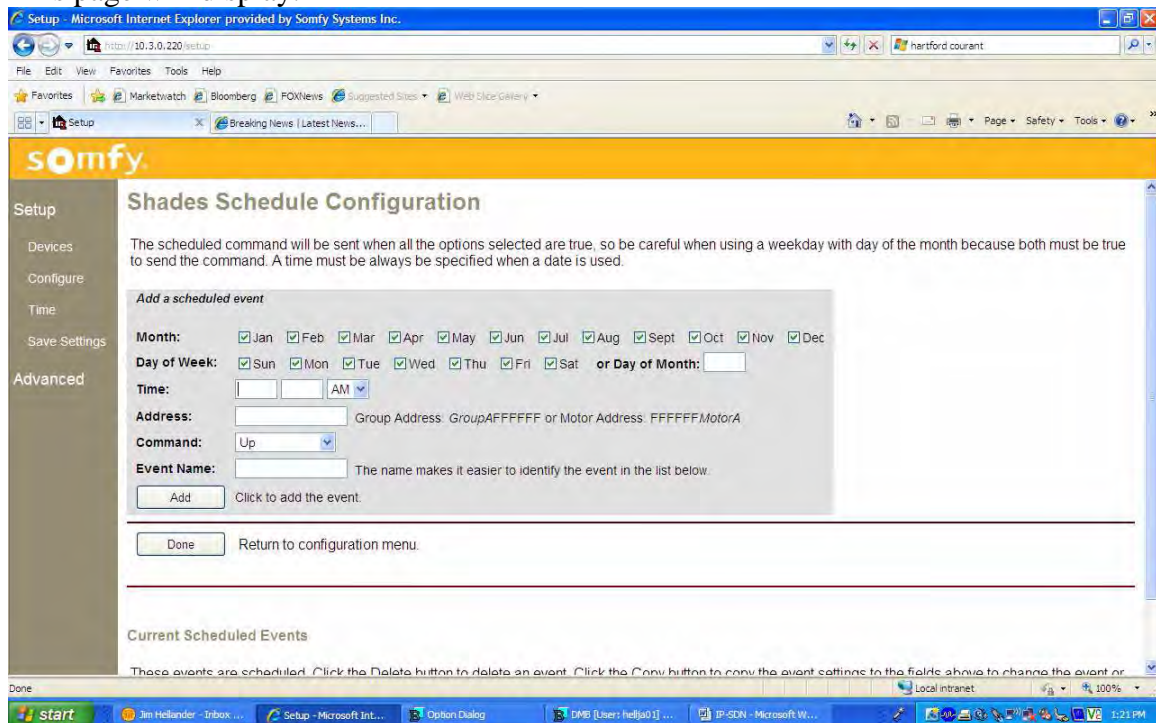 Setup - Microsoft Internet Explorer provided by Somfy Systems Inc.
http://10.3.0.220/setup
hartford courant
File Edit View Favorites Tools Help
Favorites Marketwatch Bloomberg FOXNews Suggested Sites Web Slice Gallery
Setup Breaking News | Latest News... Page Safety Tools
somfy.
Setup
Devices
Configure
Time
Save Settings
Advanced
Shades Schedule Configuration
The scheduled command will be sent when all the options selected are true, so be careful when using a weekday with day of the month because both must be true
to send the command. A time must be always be specified when a date is used.
Add a scheduled event
Month: Jan Feb Mar Apr May Jun Jul Aug Sept Oct Nov Dec
Day of Week: Sun Mon Tue Wed Thu Fri Sat or Day of Month:
Time: AM
Address: Group Address: GroupAFFFFFF or Motor Address: FFFFFFMotorA
Command: Up
Event Name: The name makes it easier to identify the event in the list below.
Add Click to add the event.
Done Return to configuration menu.
Current Scheduled Events
These events are scheduled. Click the Delete button to delete an event. Click the Copy button to copy the event settings to the fields above to change the event or
Done Local intranet 100%
start Jim Hellander - Inbox ... Setup - Microsoft Int... Option Dialog DMB [User: hellja01] ... IP-SDN - Microsoft W... 1:21 PM